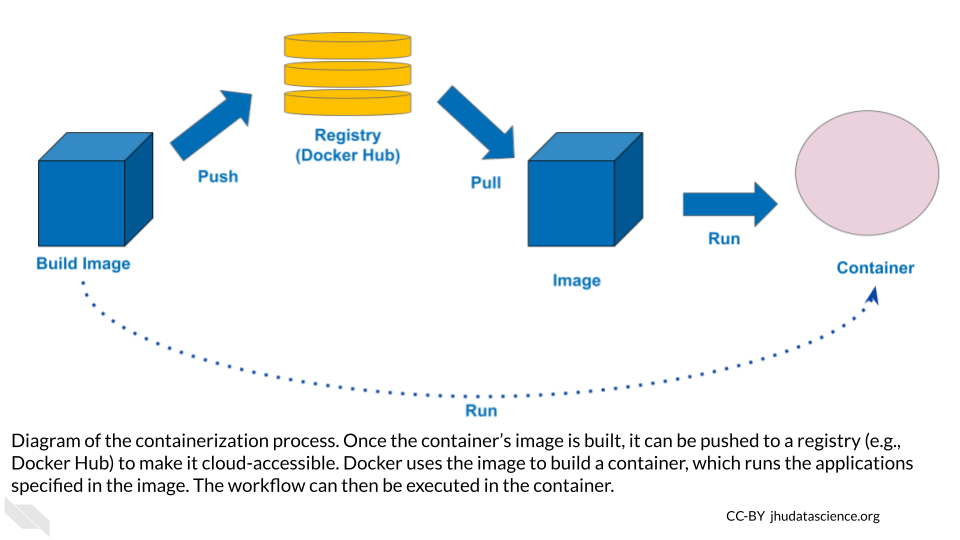 Registry
(Docker Hub)
Push
Pull
Build Image
Image
Run
Container
Run
Diagram of the containerization process. Once the container’s image is built, it can be pushed to a registry (e.g.,
Docker Hub) to make it cloud-accessible. Docker uses the image to build a container, which runs the applications
specified in the image. The workflow can then be executed in the container.
CC-BY jhudatascience.org